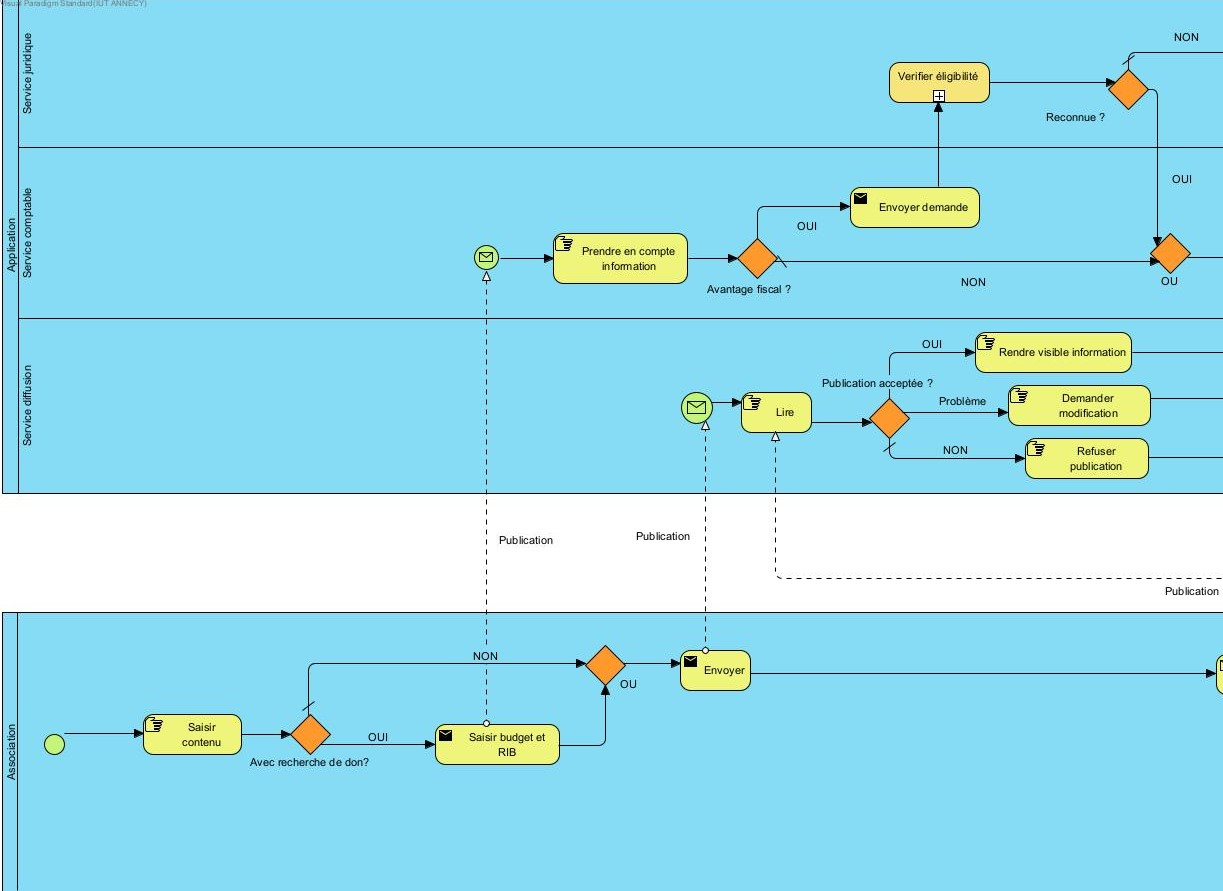 Visual Paradigm Standard(IUT ANNECY)
Application
Service juridique
Verifier éligibilité
Reconnue ?
NON
OUI
Service comptable
Prendre en compte
information
Avantage fiscal ?
OUI
Envoyer demande
NON
OU
Service diffusion
Lire
Publication acceptée ?
OUI
Rendre visible information
Problème
Demander
modification
NON
Refuser
publication
Publication
Publication
Publication
Association
Saisir
contenu
Avec recherche de don?
NON
OUI
Saisir budget et
RIB
OU
Envoyer